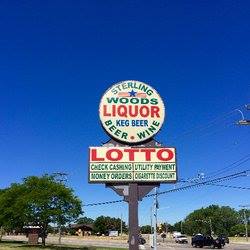 STERLING
WOODS
LIQUOR
KEG BEER
BEER • WINE
LOTTO
CHECK CASHING UTILITY PAYMENT
MONEY ORDERS CIGARETTE DISCOUNT